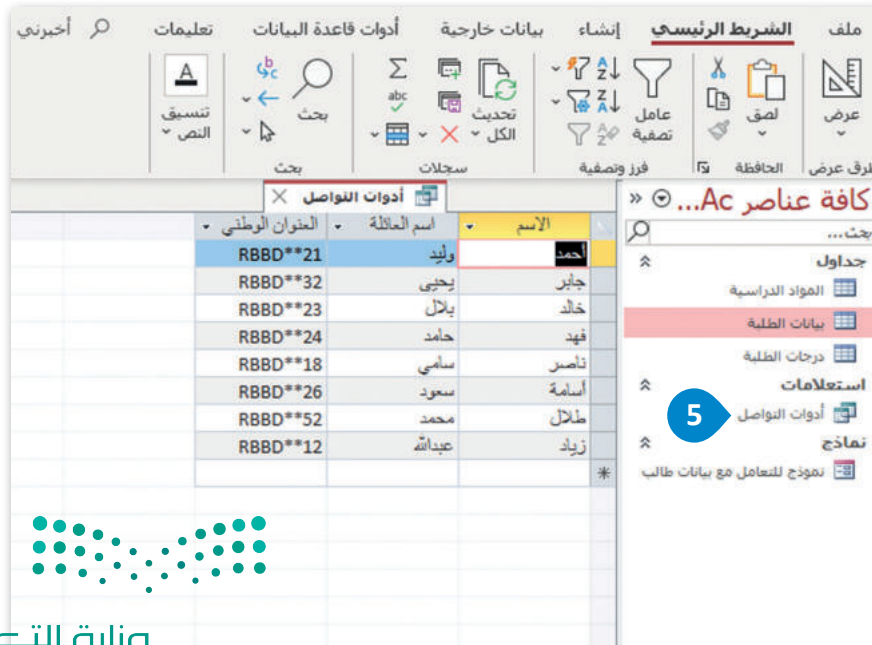 ملف الشريط الرئيسي إنشاء بيانات خارجية أدوات قاعدة البيانات تعليمات أخبرني
عرض
لصق
عامل تصفية
تحديث الكل
بحث
تنسيق النص
طرق عرض الحافظة فرز وتصفية سجلات بحث
كافة عناصر Ac...
بحث...
جداول
المواد الدراسية
بيانات الطلبة
درجات الطلبة
استعلامات
أدوات التواصل
5
نماذج
نموذج للتعامل مع بيانات طالب
أدوات التواصل
الاسم اسم العائلة العنوان الوطني
أحمد وليد RBBD**21
جابر يحيى RBBD**32
خالد بلال RBBD**23
فهد حامد RBBD**24
ناصر سامي RBBD**18
أسامة سعود RBBD**26
طلال محمد RBBD**52
زياد عبدالله RBBD**12
وزارة